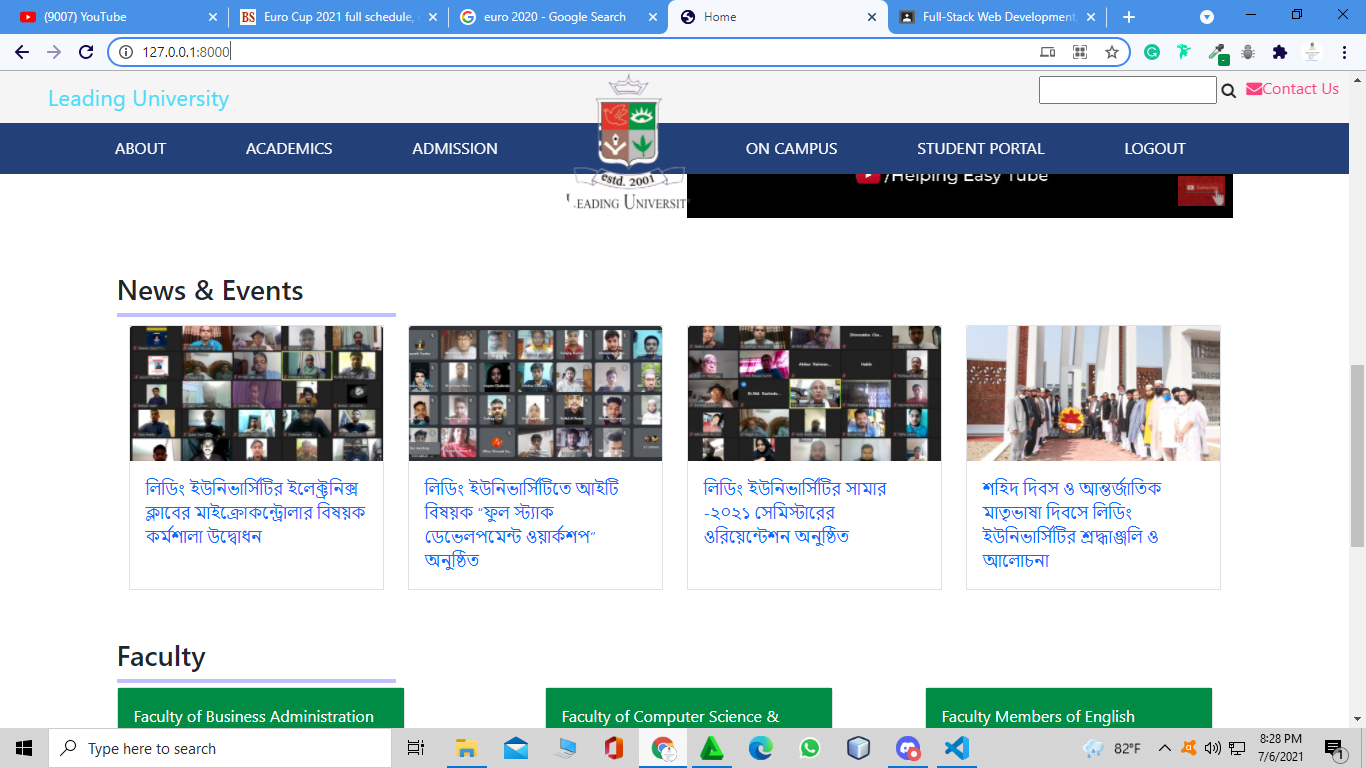 (9007) YouTube
Euro Cup 2021 full schedule,
euro 2020 - Google Search
Home
Full-Stack Web Development
127.0.0.1:8000
Leading University
Contact Us
ABOUT
ACADEMICS
ADMISSION
ON CAMPUS
STUDENT PORTAL
LOGOUT
estd. 2001
LEADING UNIVERSITY
/Helping Easy Tube
News & Events
লিডিং ইউনিভার্সিটির ইলেক্ট্রনিক্স
ক্লাবের মাইক্রোকন্ট্রোলার বিষয়ক
কর্মশালা উদ্বোধন
লিডিং ইউনিভার্সিটিতে আইটি
বিষয়ক “ফুল স্ট্যাক
ডেভেলপমেন্ট ওয়ার্কশপ”
অনুষ্ঠিত
লিডিং ইউনিভার্সিটির সামার
-২০২১ সেমিস্টারের
ওরিয়েন্টেশন অনুষ্ঠিত
শহিদ দিবস ও আন্তর্জাতিক
মাতৃভাষা দিবসে লিডিং
ইউনিভার্সিটির শ্রদ্ধাঞ্জলি ও
আলোচনা
Faculty
Faculty of Business Administration
Faculty of Computer Science &
Faculty Members of English
Type here to search
82°F
8:28 PM
7/6/2021
1